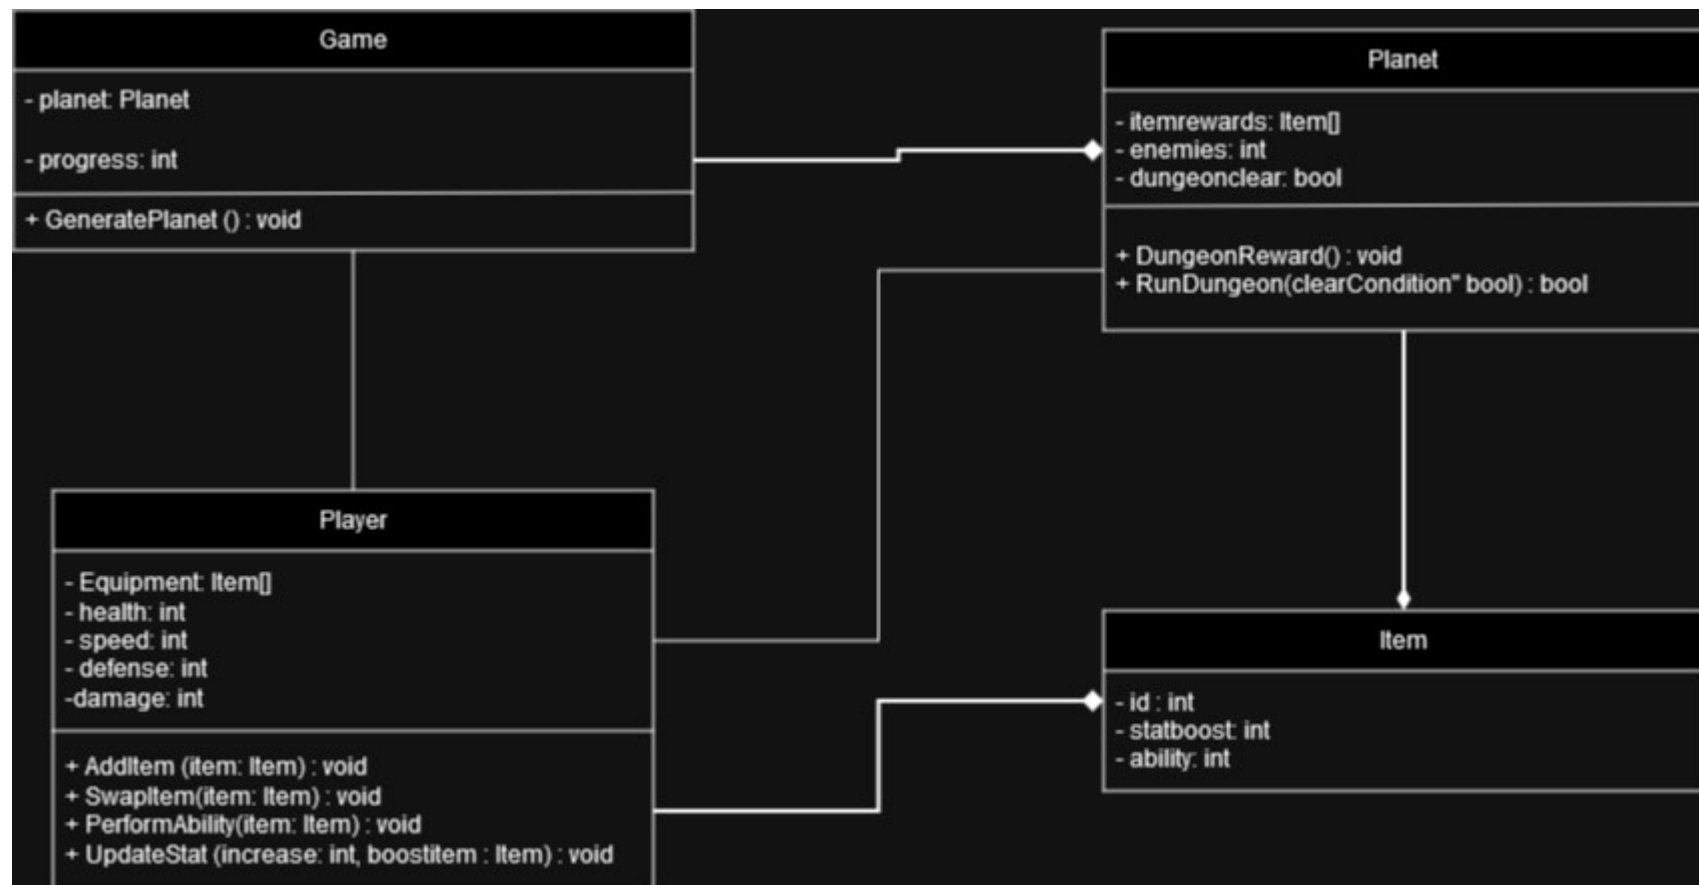 Game
- planet: Planet
- progress: int
+ GeneratePlanet () : void
Planet
- itemrewards: Item[]
- enemies: int
- dungeonclear: bool
+ DungeonReward() : void
+ RunDungeon(clearCondition" bool) : bool
Player
- Equipment: Item[]
- health: int
- speed: int
- defense: int
-damage: int
+ AddItem (item: Item) : void
+ SwapItem(item: Item) : void
+ PerformAbility(item: Item) : void
+ UpdateStat (increase: int, boostitem : Item) : void
Item
- id : int
- statboost: int
- ability: int